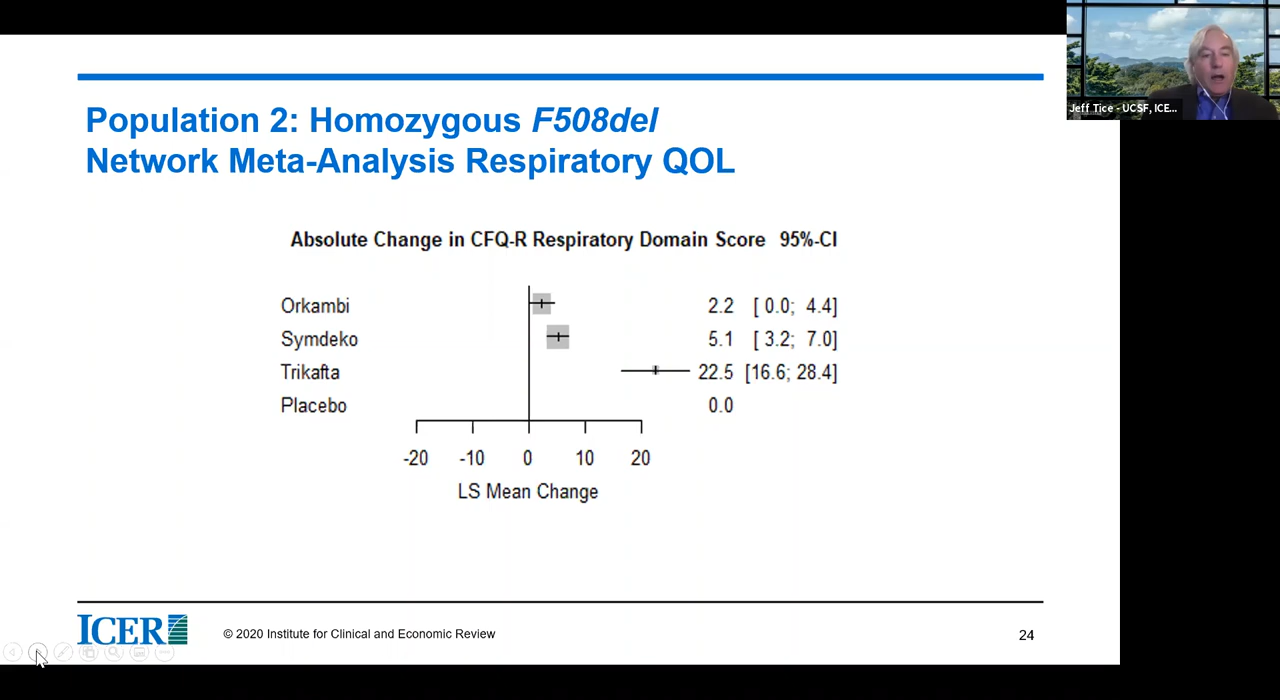 Jeff Tice - UCSF, ICE...
Population 2: Homozygous F508del
Network Meta-Analysis Respiratory QOL
Absolute Change in CFQ-R Respiratory Domain Score 95%-CI
Orkambi 2.2 [ 0.0; 4.4]
Symdeko 5.1 [ 3.2; 7.0]
Trikafta 22.5 [16.6; 28.4]
Placebo 0.0
-20 -10 0 10 20
LS Mean Change
ICER © 2020 Institute for Clinical and Economic Review 24